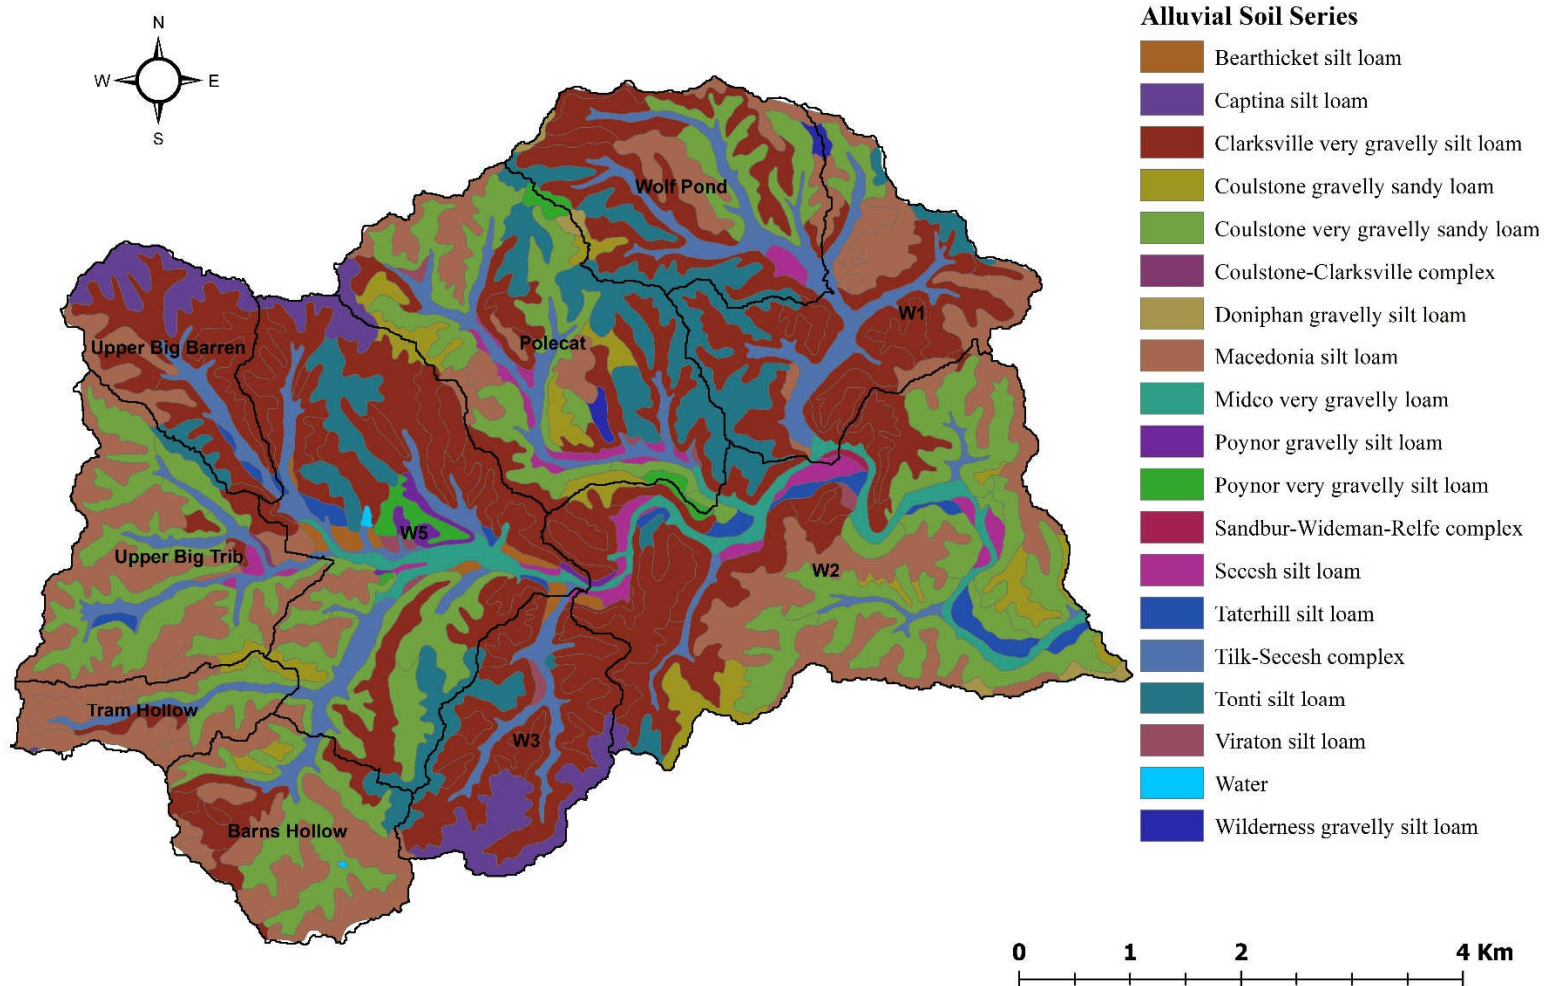 N
W
E
S
Alluvial Soil Series
Bearthicket silt loam
Captina silt loam
Clarksville very gravelly silt loam
Coulstone gravelly sandy loam
Coulstone very gravelly sandy loam
Coulstone-Clarksville complex
Doniphan gravelly silt loam
Macedonia silt loam
Midco very gravelly loam
Poynor gravelly silt loam
Poynor very gravelly silt loam
Sandbur-Wideman-Relfe complex
Secesh silt loam
Taterhill silt loam
Tilk-Secesh complex
Tonti silt loam
Viraton silt loam
Water
Wilderness gravelly silt loam
Wolf Pond
W1
Polecat
Upper Big Barren
W5
Upper Big Trib
W2
Tram Hollow
W3
Barns Hollow
0 1 2 4 Km